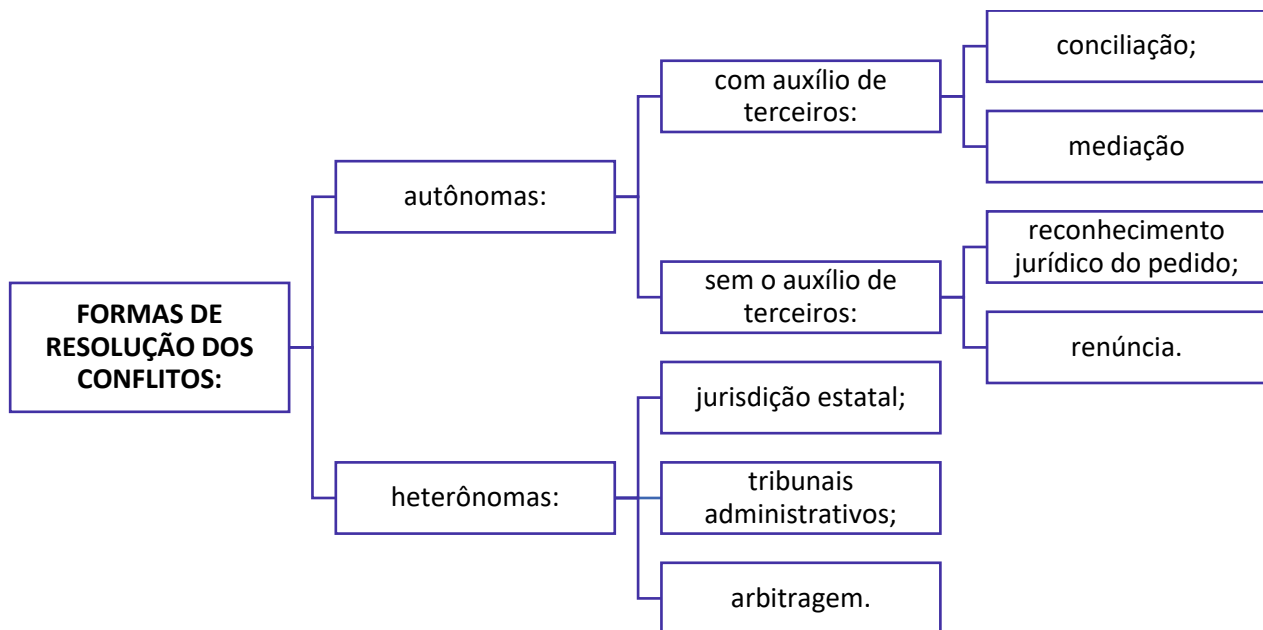 FORMAS DE
RESOLUÇÃO DOS
CONFLITOS:
autônomas:
com auxílio de
terceiros:
conciliação;
mediação
sem o auxílio de
terceiros:
reconhecimento
jurídico do pedido;
renúncia.
heterônomas:
jurisdição estatal;
tribunais
administrativos;
arbitragem.